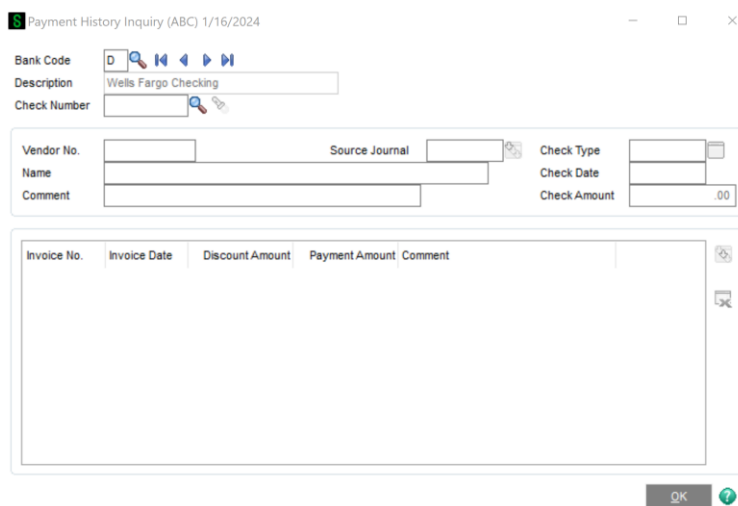 S Payment History Inquiry (ABC) 1/16/2024
Bank Code D
Description Wells Fargo Checking
Check Number
Vendor No. Source Journal Check Type
Name Check Date
Comment Check Amount .00
Invoice No. Invoice Date Discount Amount Payment Amount Comment
OK ?